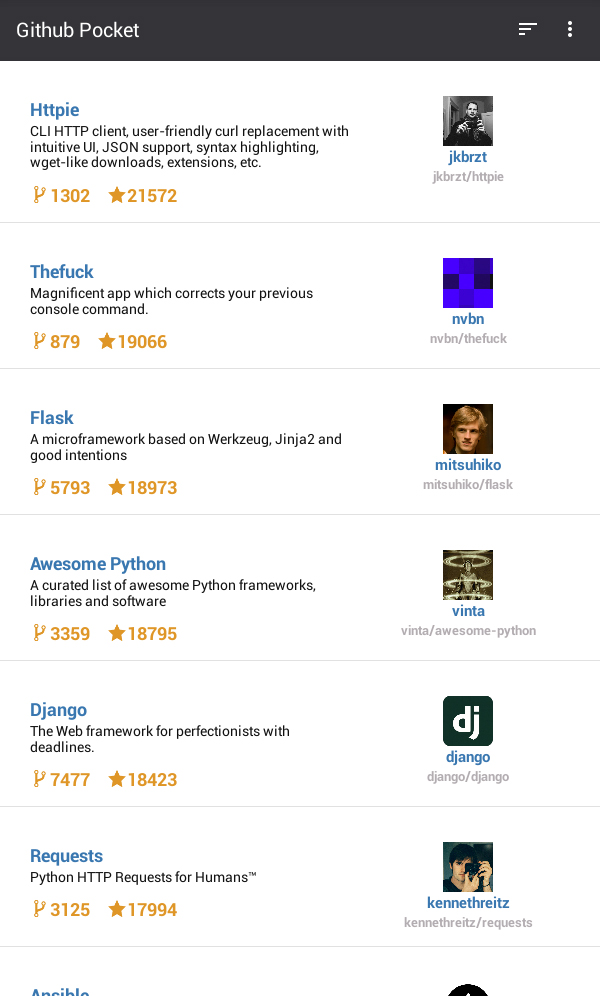 Github Pocket
Httpie
CLI HTTP client, user-friendly curl replacement with
intuitive UI, JSON support, syntax highlighting,
wget-like downloads, extensions, etc.
1302 21572
jkbrzt
jkbrzt/httpie
Thefuck
Magnificent app which corrects your previous
console command.
879 19066
nvbn
nvbn/thefuck
Flask
A microframework based on Werkzeug, Jinja2 and
good intentions
5793 18973
mitsuhiko
mitsuhiko/flask
Awesome Python
A curated list of awesome Python frameworks,
libraries and software
3359 18795
vinta
vinta/awesome-python
Django
The Web framework for perfectionists with
deadlines.
7477 18423
dj
django
django/django
Requests
Python HTTP Requests for Humans™
3125 17994
kennethreitz
kennethreitz/requests
Ansible